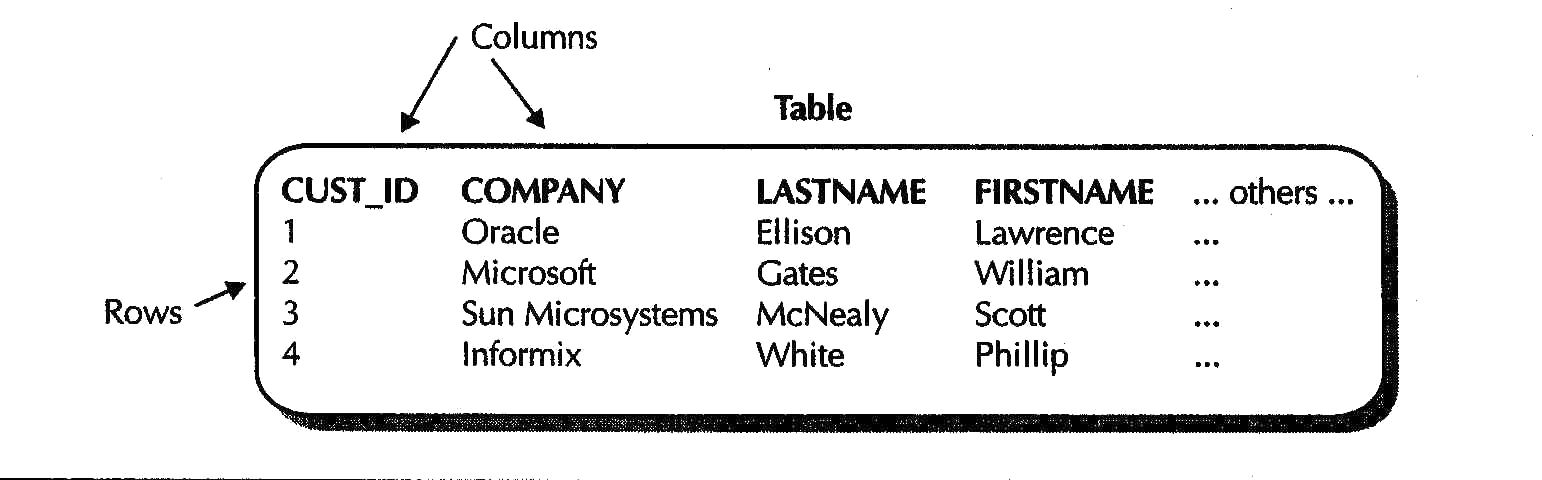 Columns
Table
CUST_ID COMPANY LASTNAME FIRSTNAME ... others ...
1 Oracle Ellison Lawrence ...
2 Microsoft Gates William ...
Rows 3 Sun Microsystems McNealy Scott ...
4 Informix White Phillip ...